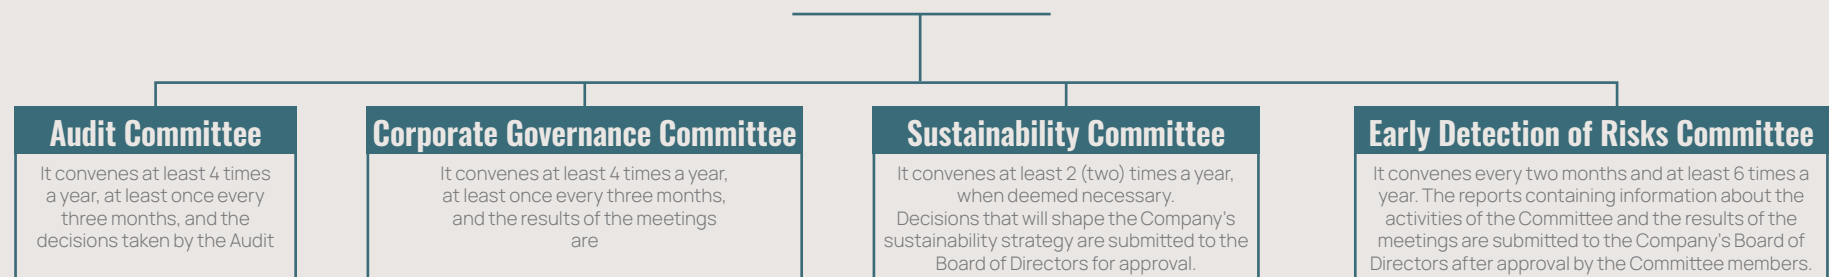 Audit Committee
It convenes at least 4 times
a year, at least once every
three months, and the
decisions taken by the Audit
Corporate Governance Committee
It convenes at least 4 times a year,
at least once every three months,
and the results of the meetings
are
Sustainability Committee
It convenes at least 2 (two) times a year,
when deemed necessary.
Decisions that will shape the Company's
sustainability strategy are submitted to the
Board of Directors for approval.
Early Detection of Risks Committee
It convenes every two months and at least 6 times a
year. The reports containing information about the
activities of the Committee and the results of the
meetings are submitted to the Company's Board of
Directors after approval by the Committee members.